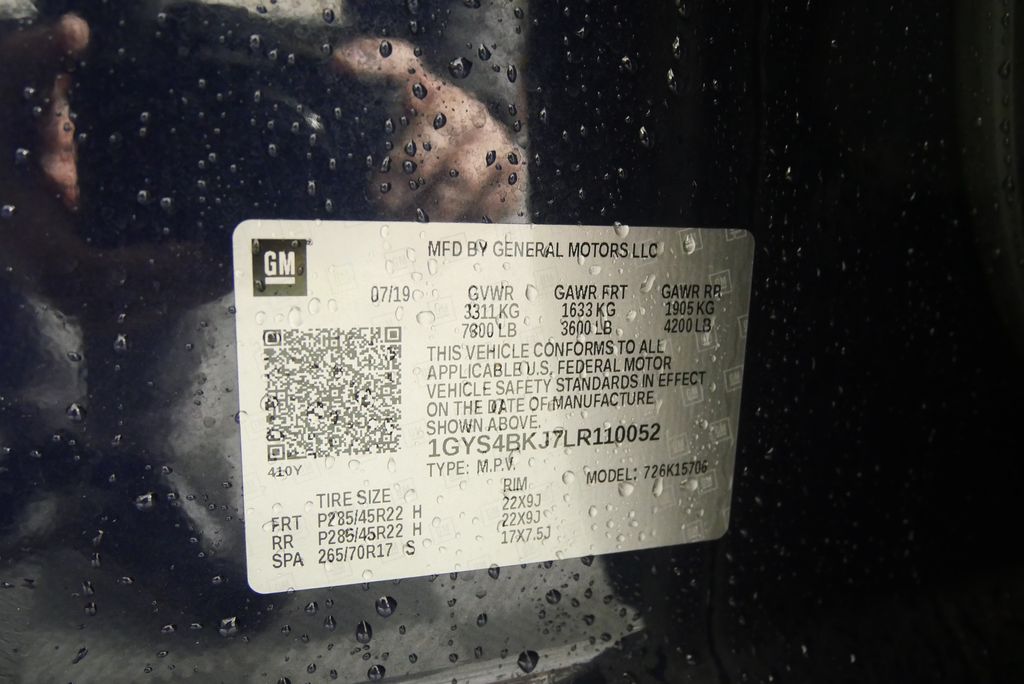 GM
MFD BY GENERAL MOTORS LLC
07/19 GVWR GAWR FRT GAWR RR
3311 KG 1633 KG 1905 KG
7300 LB 3600 LB 4200 LB
THIS VEHICLE CONFORMS TO ALL
APPLICABLE U.S. FEDERAL MOTOR
VEHICLE SAFETY STANDARDS IN EFFECT
ON THE DATE OF MANUFACTURE
SHOWN ABOVE.
1GYS4BKJ7LR110052
410Y
TYPE: M.P.V. MODEL: 726K15706
TIRE SIZE RIM
FRT P285/45R22 H 22X9J
RR P285/45R22 H 22X9J
SPA 265/70R17 S 17X7.5J